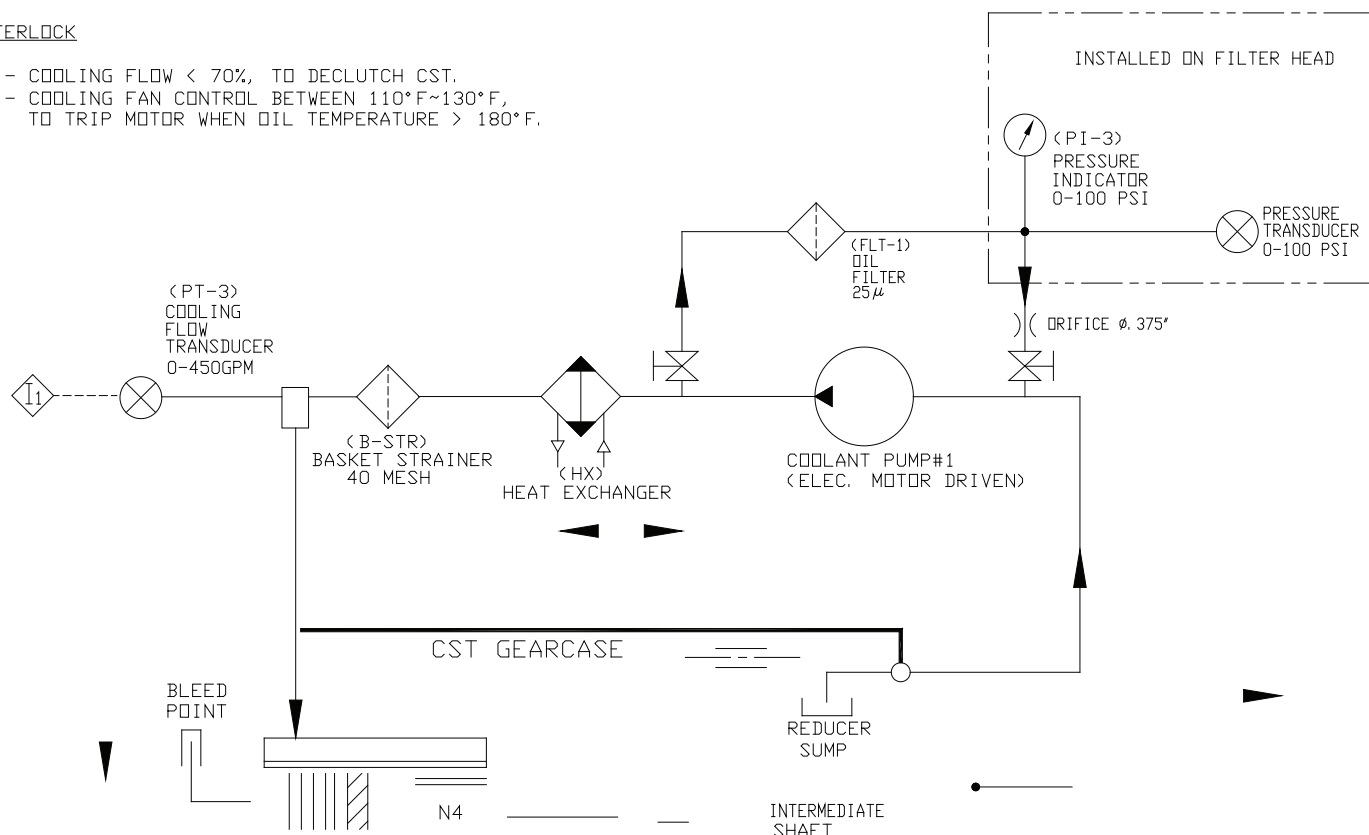 TERLOCK
- COOLING FLOW < 70%, TO DECLUTCH CST.
- COOLING FAN CONTROL BETWEEN 110°F~130°F,
TO TRIP MOTOR WHEN OIL TEMPERATURE > 180°F.
INSTALLED ON FILTER HEAD
(PI-3)
PRESSURE
INDICATOR
0-100 PSI
PRESSURE
TRANSDUCER
0-100 PSI
(FLT-1)
OIL
FILTER
25μ
(PT-3)
COOLING
FLOW
TRANSDUCER
0-450GPM
ORIFICE ø.375"
I1
(B-STR)
BASKET STRAINER
40 MESH
(HX)
HEAT EXCHANGER
COOLANT PUMP#1
(ELEC. MOTOR DRIVEN)
CST GEARCASE
BLEED
POINT
REDUCER
SUMP
N4
INTERMEDIATE
SHAFT